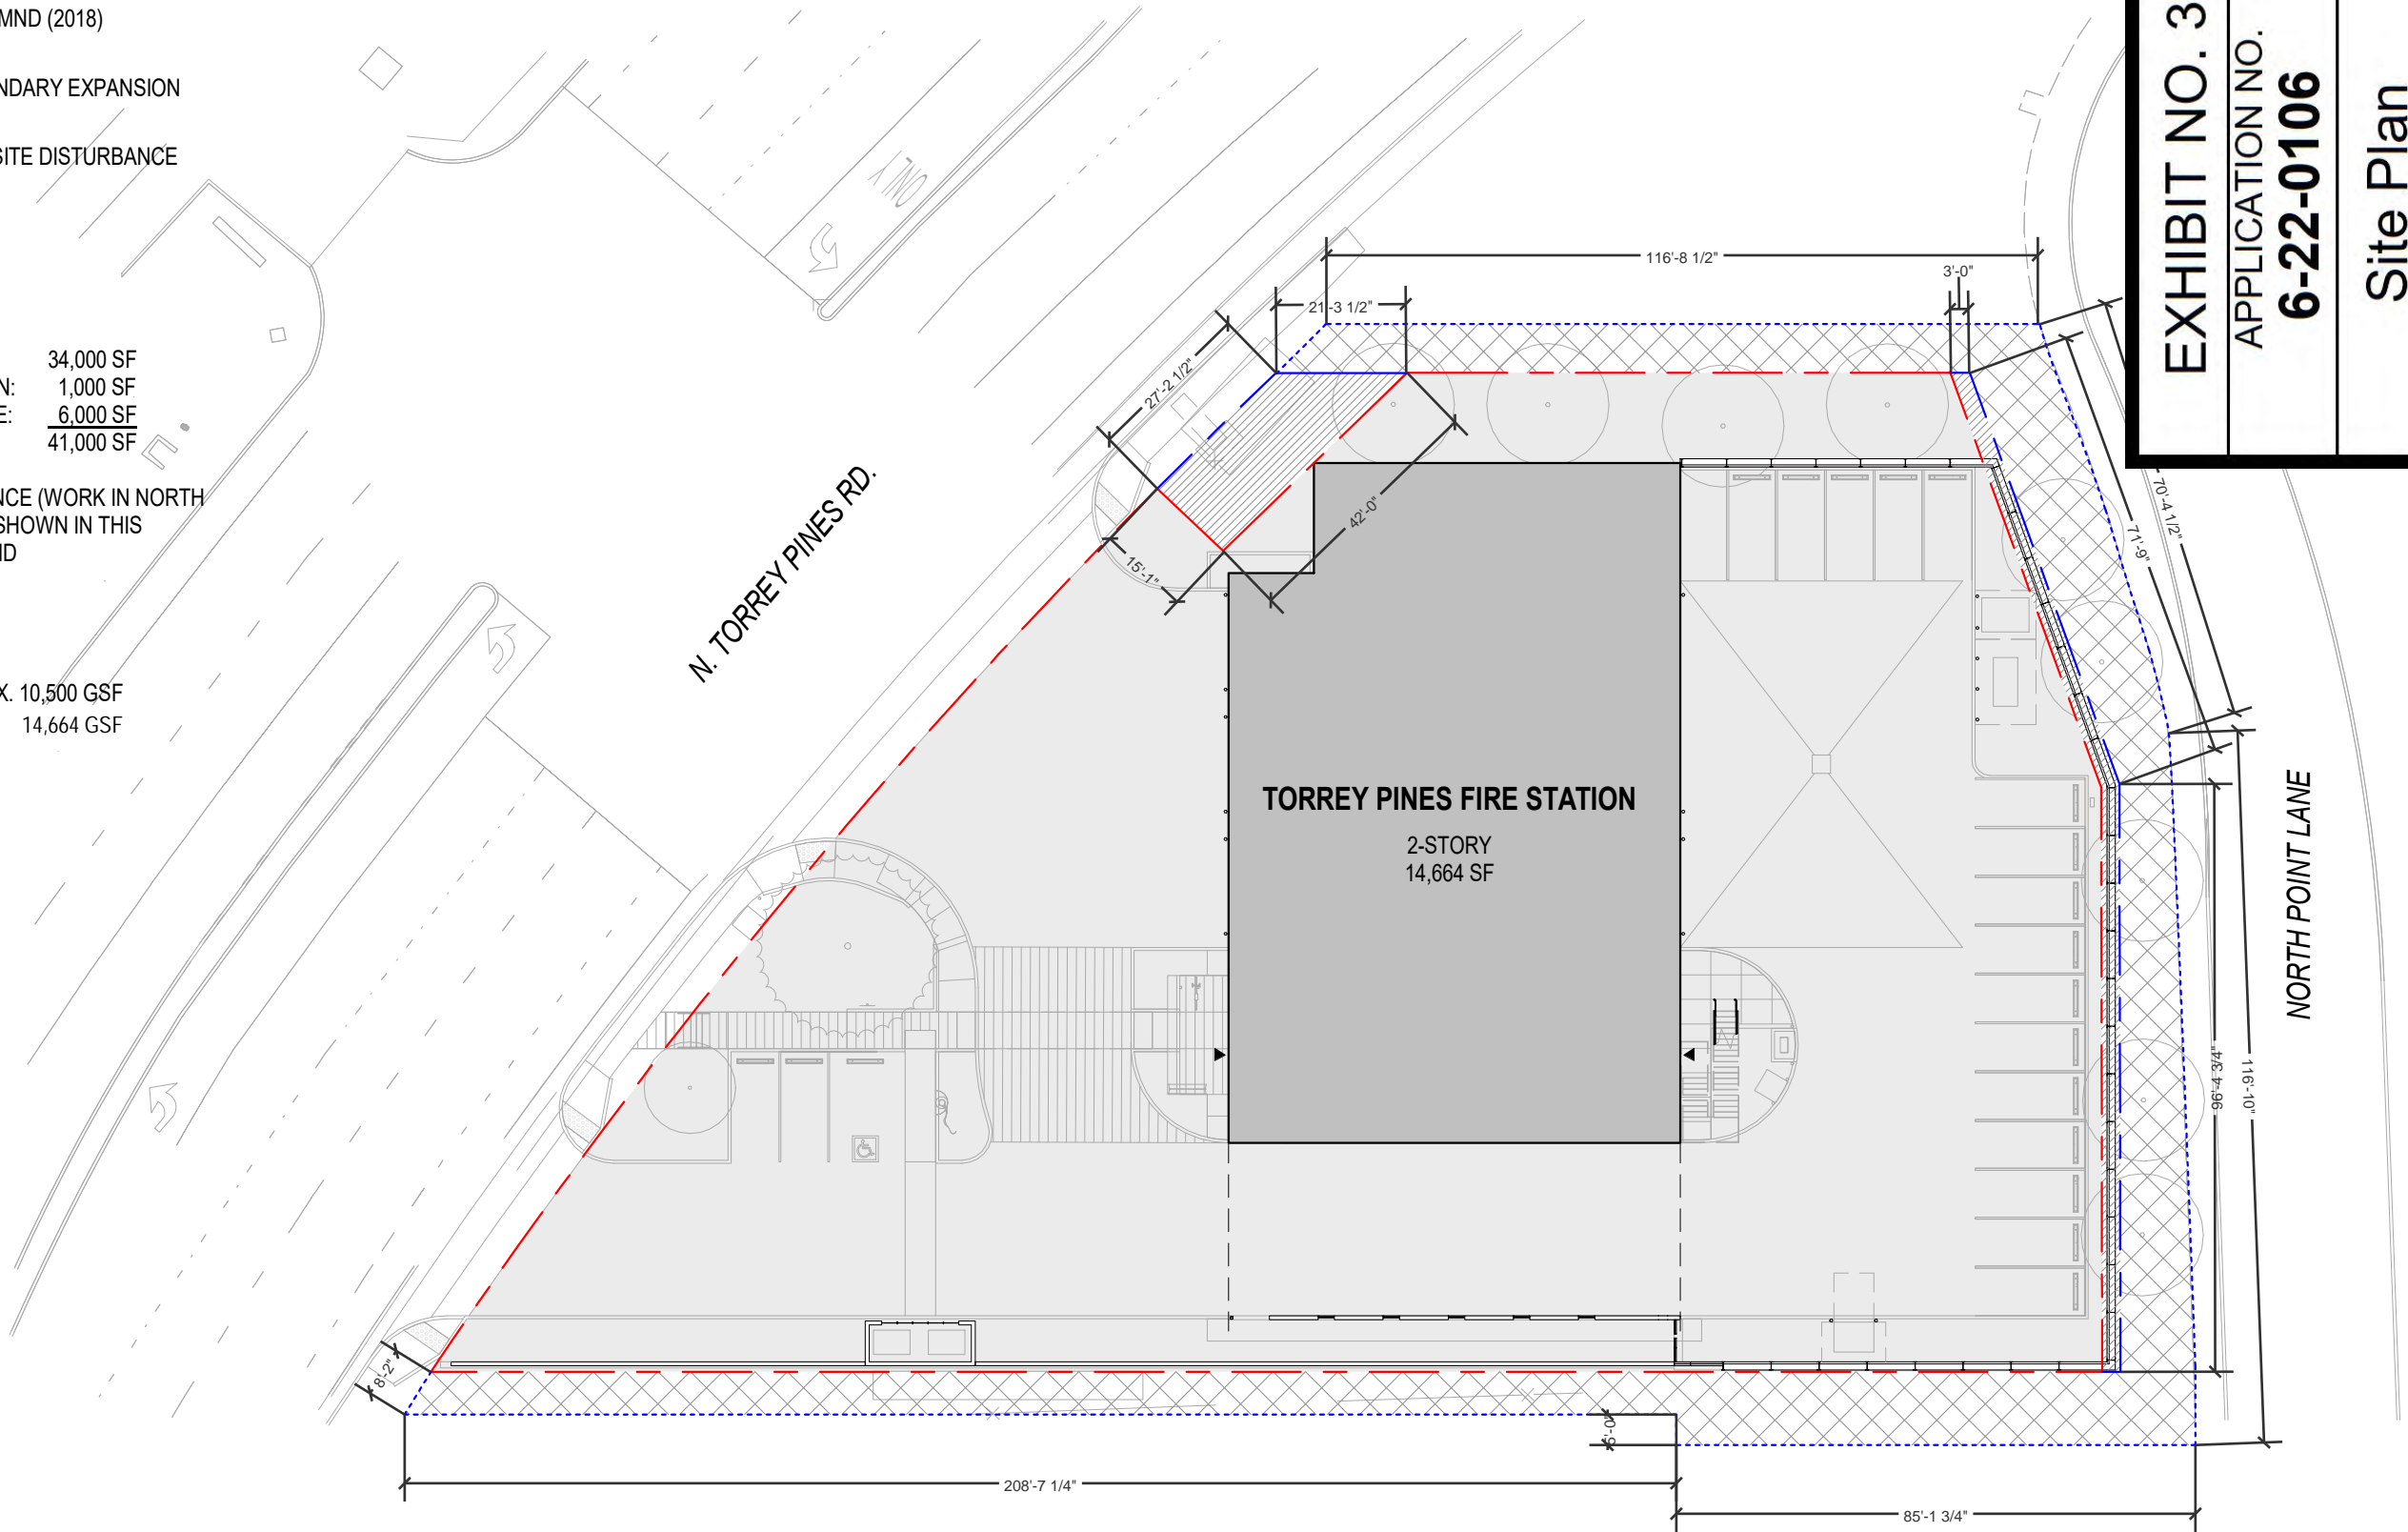 MND (2018)
NDARY EXPANSION
SITE DISTURBANCE
34,000 SF
N: 1,000 SF
E: 6,000 SF
41,000 SF
NCE (WORK IN NORTH
SHOWN IN THIS
ND
X. 10,500 GSF
14,664 GSF
EXHIBIT NO. 3
APPLICATION NO.
6-22-0106
Site Plan
ONLY
116'-8 1/2"
3'-0"
21'-3 1/2"
27'-2 1/2"
42'-0"
15'-1"
70'-4 1/2"
71'-9"
N. TORREY PINES RD.
TORREY PINES FIRE STATION
2-STORY
14,664 SF
NORTH POINT LANE
96'-4 3/4"
116'-10"
8'-2"
208'-7 1/4"
85'-1 3/4"